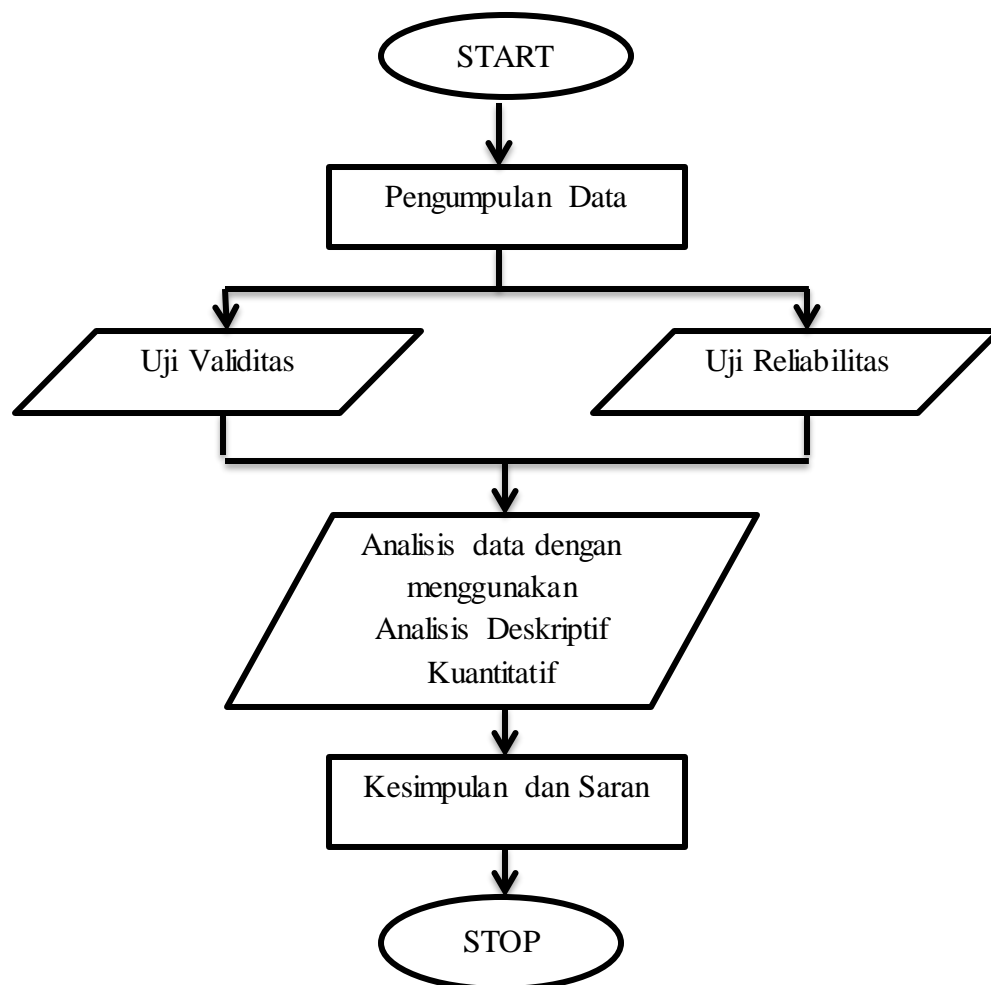 START
Pengumpulan Data
Uji Validitas
Uji Reliabilitas
Analisis data dengan
menggunakan
Analisis Deskriptif
Kuantitatif
Kesimpulan dan Saran
STOP